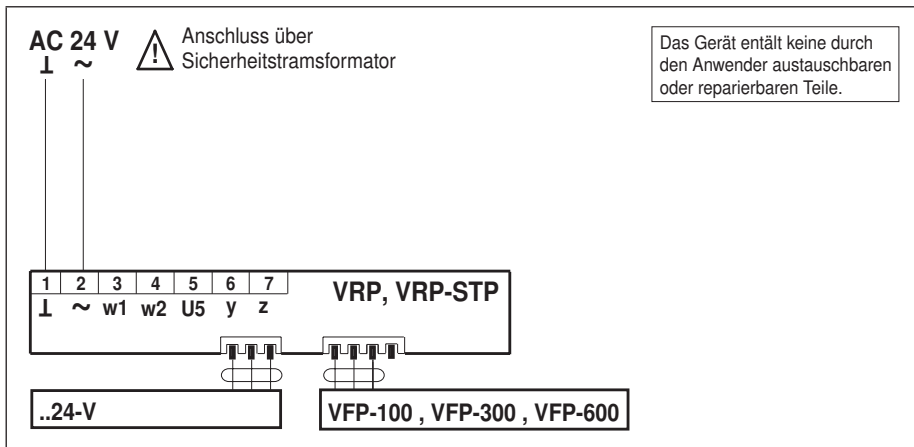 AC 24 V
⊥ ~
!
Anschluss über
Sicherheitstramsformator
Das Gerät entält keine durch
den Anwender austauschbaren
oder reparierbaren Teile.
1 2 3 4 5 6 7
⊥ ~ w1 w2 U5 y z
VRP, VRP-STP
..24-V
VFP-100 , VFP-300 , VFP-600